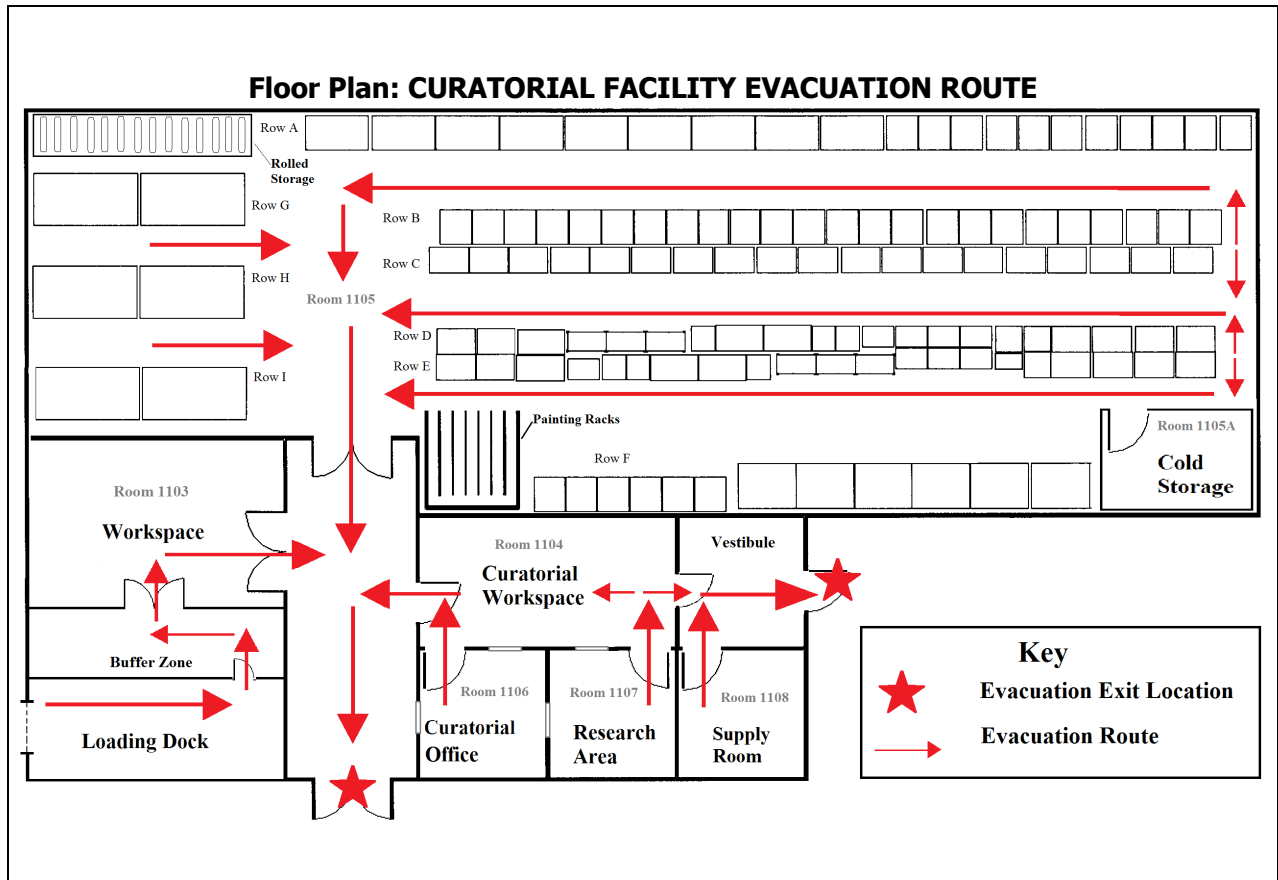 Floor Plan: CURATORIAL FACILITY EVACUATION ROUTE
Row A
Rolled
Storage
Row G
Row B
Row H
Row C
Room 1105
Row D
Row E
Row I
Painting Racks
Row F
Room 1105A
Cold
Storage
Room 1103
Workspace
Room 1104
Curatorial
Workspace
Vestibule
Buffer Zone
Loading Dock
Room 1106
Curatorial
Office
Room 1107
Research
Area
Room 1108
Supply
Room
Key
Evacuation Exit Location
Evacuation Route